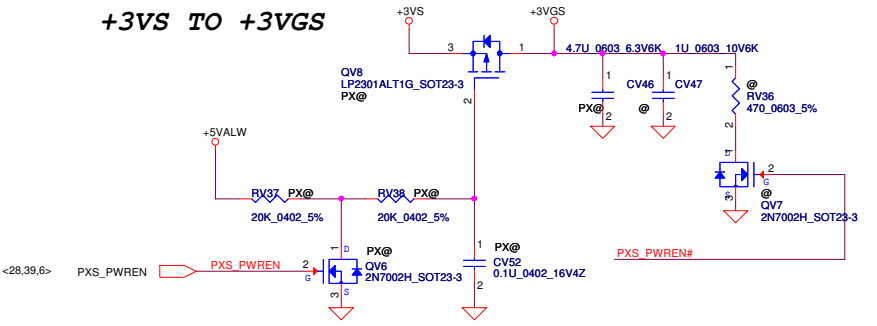 +3VS TO +3VGS
+3VS
+3VGS
3
1
4.7U_0603_6.3V6K
1U_0603_10V6K
QV8
LP2301ALT1G_SOT23-3
PX@
2
1
CV46
PX@
2
1
CV47
@
2
1
@
RV36
470_0603_5%
2
+5VALW
RV37
PX@
20K_0402_5%
RV38
PX@
20K_0402_5%
1
D
2
G
S
3
@
QV7
2N7002H_SOT23-3
PXS_PWREN#
<28,39,6>
PXS_PWREN
PXS_PWREN
2
G
1
D
S
3
PX@
QV6
2N7002H_SOT23-3
1
PX@
CV52
0.1U_0402_16V4Z
2